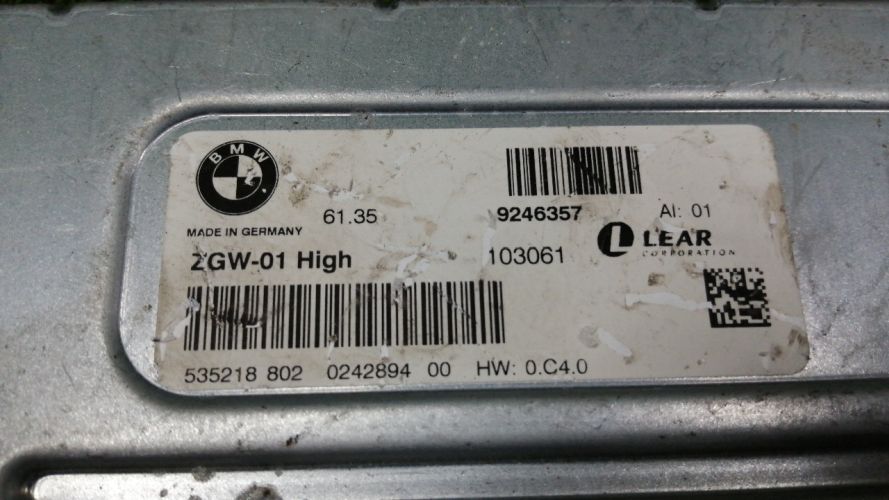 BMW
61.35 9246357 AI: 01
MADE IN GERMANY
ZGW-01 High 103061 LEAR
CORPORATION
535218 802 0242894 00 HW: 0.C4.0